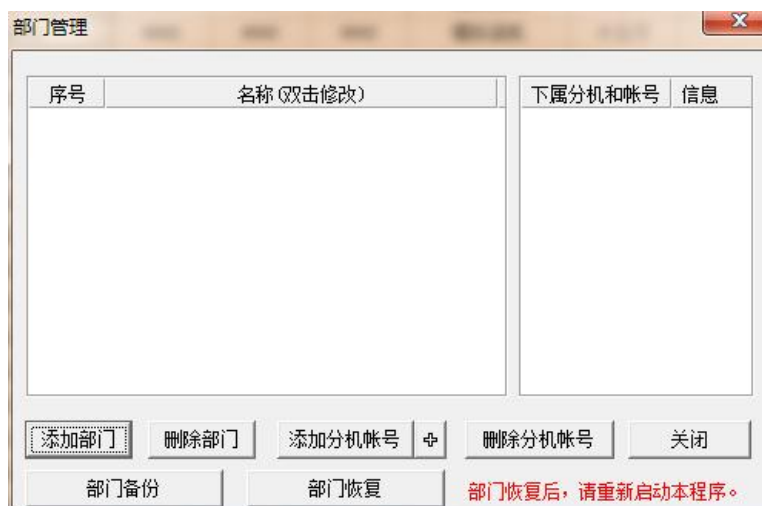 部门管理
序号 名称(双击修改) 下属分机和帐号 信息
添加部门 删除部门 添加分机帐号 删除分机帐号 关闭
部门备份 部门恢复 部门恢复后，请重新启动本程序。